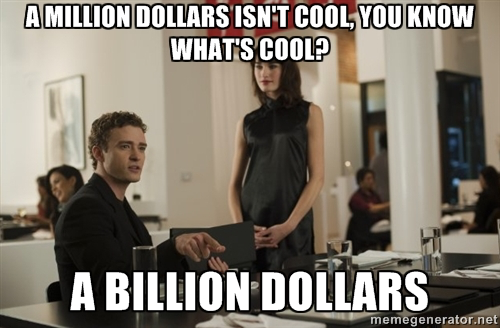 A MILLION DOLLARS ISN'T COOL, YOU KNOW
WHAT'S COOL?
A BILLION DOLLARS
memegenerator.net